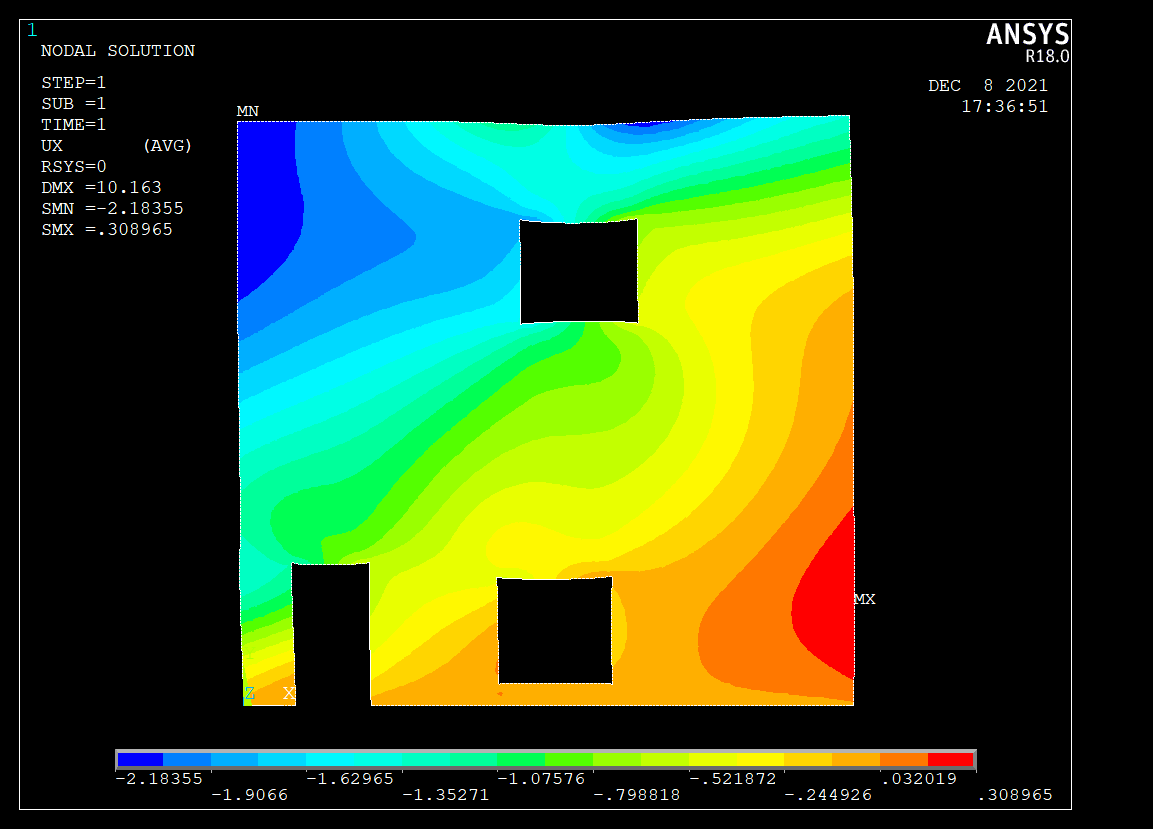 1
ANSYS
R18.0
NODAL SOLUTION
STEP=1
SUB =1
TIME=1
UX (AVG)
RSYS=0
DMX =10.163
SMN =-2.18355
SMX =.308965
DEC 8 2021
17:36:51
MN
MX
Z X
-2.18355 -1.62965 -1.07576 -.521872 .032019
-1.9066 -1.35271 -.798818 -.244926 .308965